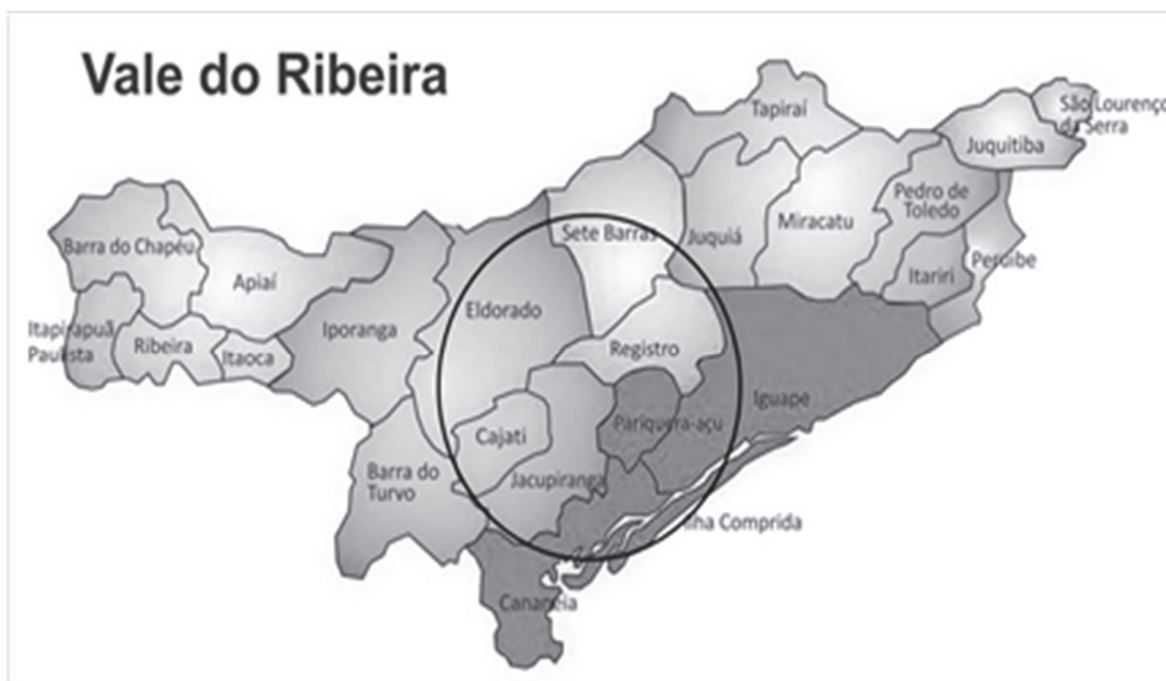 Vale do Ribeira
Tapiraí
São Lourenço
da Serra
Juquitiba
Pedro de
Toledo
Miracatu
Sete Barras
Juquiá
Barra do Chapéu
Peruíbe
Itariri
Apiaí
Eldorado
Itapirapuã
Paulista
Iporanga
Ribeira
Itaoca
Registro
Iguape
Pariquera-açu
Cajati
Barra do
Turvo
Jacupiranga
Ilha Comprida
Cananéia